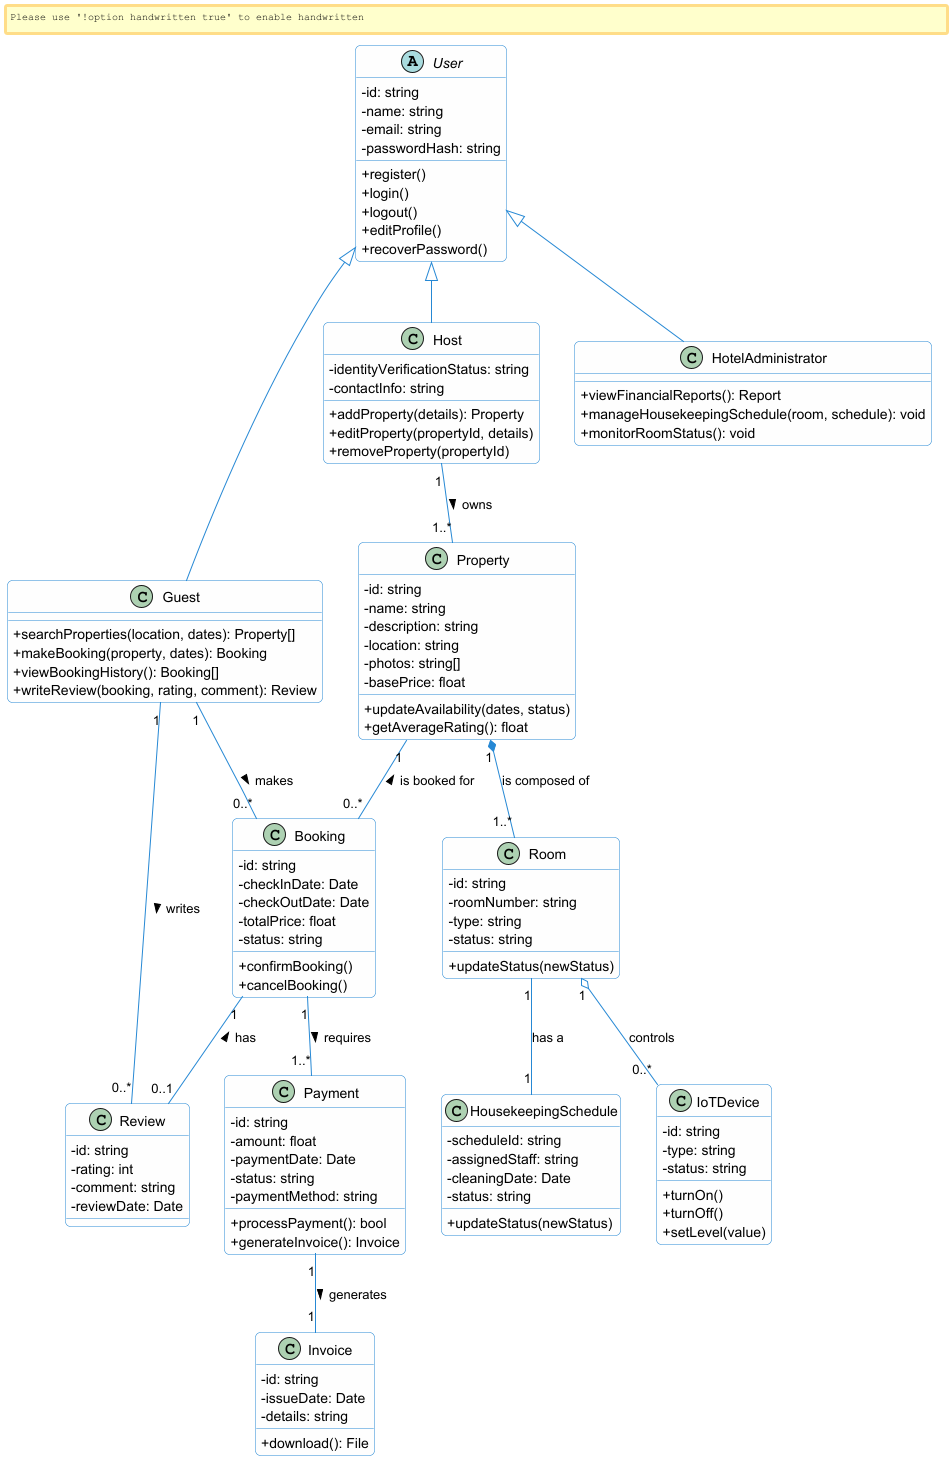 Please use '!option handwritten true' to enable handwritten
A User
-id: string
-name: string
-email: string
-passwordHash: string
+register()
+login()
+logout()
+editProfile()
+recoverPassword()
C Host
-identityVerificationStatus: string
-contactInfo: string
+addProperty(details): Property
+editProperty(propertyId, details)
+removeProperty(propertyId)
C HotelAdministrator
+viewFinancialReports(): Report
+manageHousekeepingSchedule(room, schedule): void
+monitorRoomStatus(): void
1
owns
1..*
C Property
-id: string
-name: string
-description: string
-location: string
-photos: string[]
-basePrice: float
+updateAvailability(dates, status)
+getAverageRating(): float
C Guest
+searchProperties(location, dates): Property[]
+makeBooking(property, dates): Booking
+viewBookingHistory(): Booking[]
+writeReview(booking, rating, comment): Review
1
1
makes
0..*
1
is booked for
0..*
1
is composed of
1..*
writes
0..*
C Booking
-id: string
-checkInDate: Date
-checkOutDate: Date
-totalPrice: float
-status: string
+confirmBooking()
+cancelBooking()
C Room
-id: string
-roomNumber: string
-type: string
-status: string
+updateStatus(newStatus)
1
has
0..1
1
requires
1..*
1
has a
1
1
controls
0..*
C Review
-id: string
-rating: int
-comment: string
-reviewDate: Date
C Payment
-id: string
-amount: float
-paymentDate: Date
-status: string
-paymentMethod: string
+processPayment(): bool
+generateInvoice(): Invoice
C HousekeepingSchedule
-scheduleId: string
-assignedStaff: string
-cleaningDate: Date
-status: string
+updateStatus(newStatus)
C IoTDevice
-id: string
-type: string
-status: string
+turnOn()
+turnOff()
+setLevel(value)
1
generates
1
C Invoice
-id: string
-issueDate: Date
-details: string
+download(): File